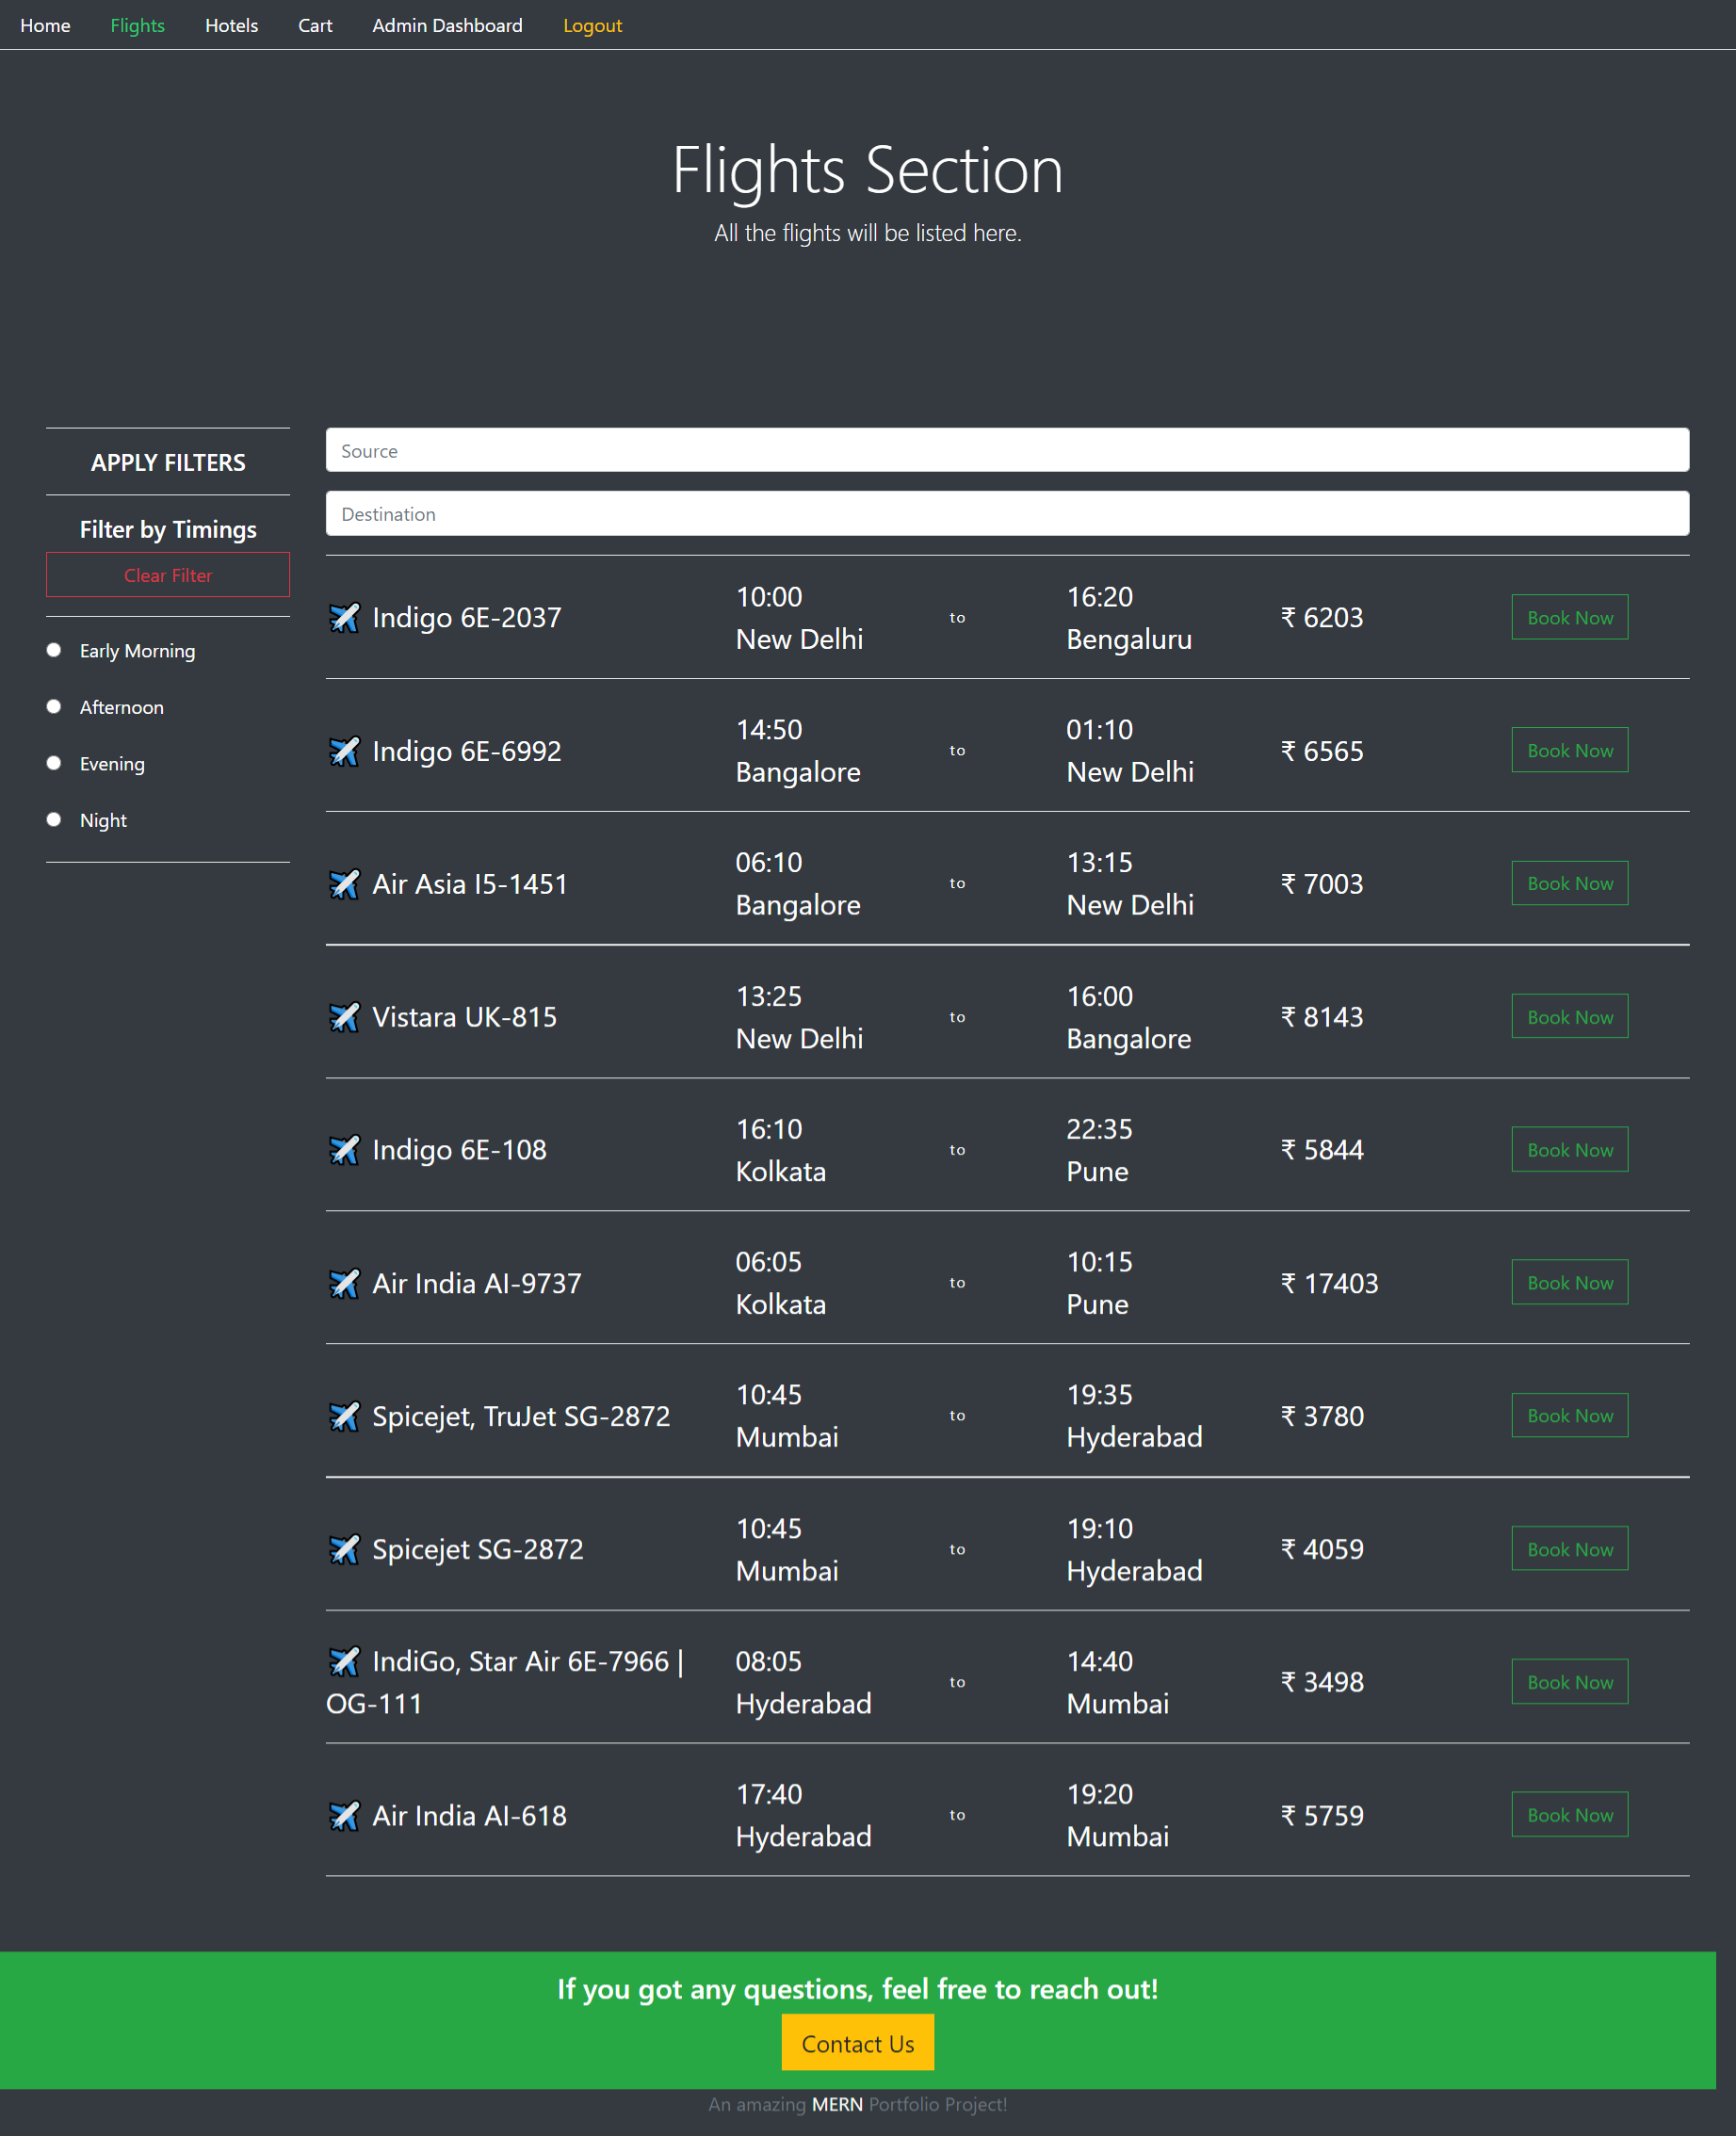 Home Flights Hotels Cart Admin Dashboard Logout
Flights Section
All the flights will be listed here.
APPLY FILTERS
Filter by Timings
Clear Filter
Early Morning
Afternoon
Evening
Night
Source
Destination
Indigo 6E-2037
10:00
New Delhi
to
16:20
Bengaluru
₹ 6203
Book Now
Indigo 6E-6992
14:50
Bangalore
to
01:10
New Delhi
₹ 6565
Book Now
Air Asia I5-1451
06:10
Bangalore
to
13:15
New Delhi
₹ 7003
Book Now
Vistara UK-815
13:25
New Delhi
to
16:00
Bangalore
₹ 8143
Book Now
Indigo 6E-108
16:10
Kolkata
to
22:35
Pune
₹ 5844
Book Now
Air India AI-9737
06:05
Kolkata
to
10:15
Pune
₹ 17403
Book Now
Spicejet, TruJet SG-2872
10:45
Mumbai
to
19:35
Hyderabad
₹ 3780
Book Now
Spicejet SG-2872
10:45
Mumbai
to
19:10
Hyderabad
₹ 4059
Book Now
IndiGo, Star Air 6E-7966 |
OG-111
08:05
Hyderabad
to
14:40
Mumbai
₹ 3498
Book Now
Air India AI-618
17:40
Hyderabad
to
19:20
Mumbai
₹ 5759
Book Now
If you got any questions, feel free to reach out!
Contact Us
An amazing MERN Portfolio Project!